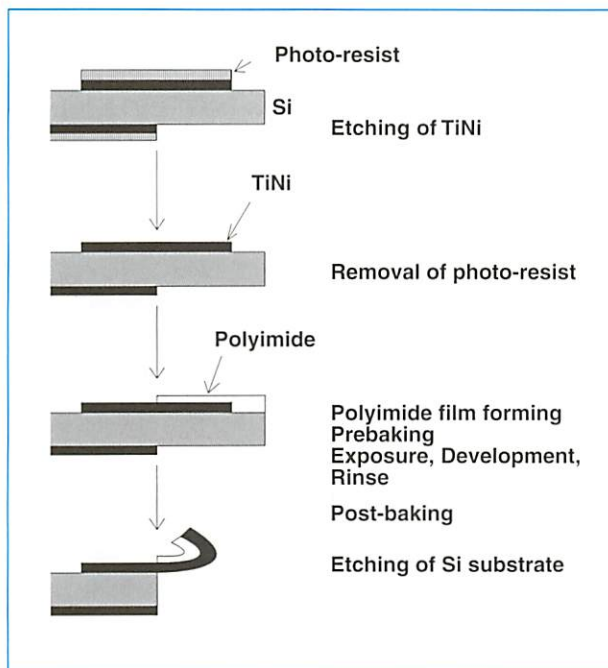 Photo-resist
Si
Etching of TiNi
TiNi
Removal of photo-resist
Polyimide
Polyimide film forming
Prebaking
Exposure, Development,
Rinse
Post-baking
Etching of Si substrate